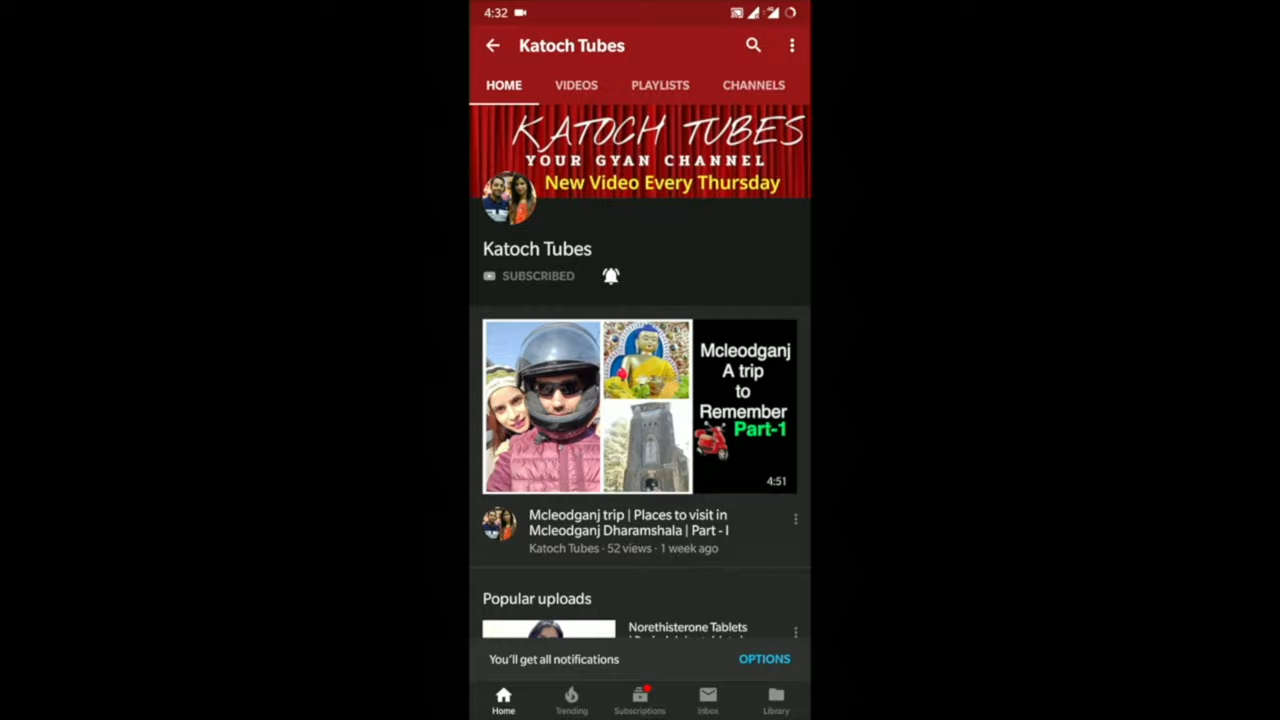 4:32
Katoch Tubes
HOME VIDEOS PLAYLISTS CHANNELS
KATOCH TUBES
YOUR GYAN CHANNEL
New Video Every Thursday
Katoch Tubes
SUBSCRIBED
Mcleodganj
A trip
to
Remember
Part-1
4:51
Mcleodganj trip | Places to visit in
Mcleodganj Dharamshala | Part - I
Katoch Tubes · 52 views · 1 week ago
Popular uploads
Norethisterone Tablets
You'll get all notifications OPTIONS
Home Trending Subscriptions Inbox Library